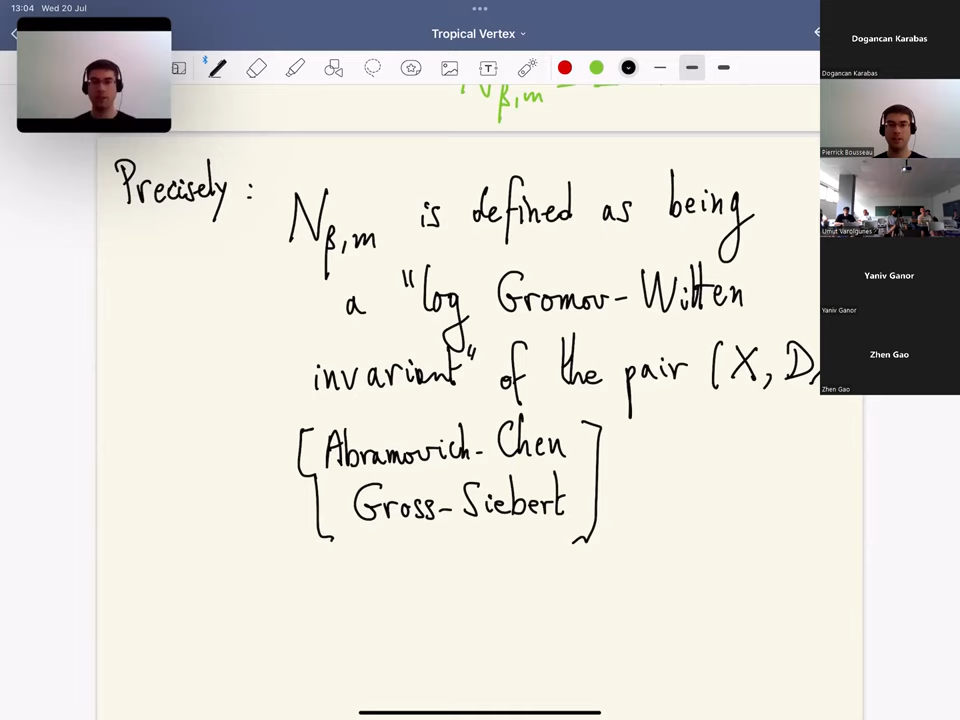 13:04 Wed 20 Jul
Tropical Vertex
N β,m
Precisely :
N β,m is defined as being
a "log Gromov-Witten
invariant" of the pair (X, D
[Abramovich-Chen
Gross-Siebert]
Dogancan Karabas
Dogancan Karabas
Pierrick Bousseau
Umut Varolgunes
Yaniv Ganor
Yaniv Ganor
Zhen Gao
Zhen Gao